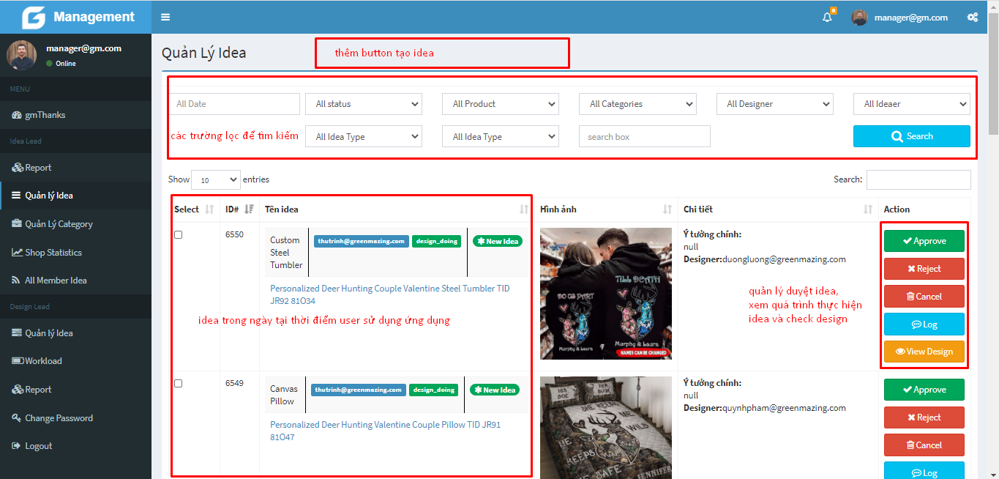 Management
0
manager@gm.com
manager@gm.com
Online
MENU
gmThanks
Idea Lead
Report
Quản lý Idea
Quản Lý Category
Shop Statistics
All Member Idea
Design Lead
Quản lý Idea
Workload
Report
Change Password
Logout
Quản Lý Idea
thêm button tạo idea
All Date
All status
All Product
All Categories
All Designer
All Ideaer
các trường lọc để tìm kiếm
All Idea Type
All Idea Type
search box
Search
Show 10 entries
Search:
Select ID# Tên idea Hình ảnh Chi tiết Action
6550
Custom
Steel
Tumbler
thutrinh@greenmazing.com design_doing
New Idea
Personalized Deer Hunting Couple Valentine Steel Tumbler TID
JR92 81O34
idea trong ngày tại thời điểm user sử dụng ứng dụng
TILL DEATH
DO US PART
Murphy & Laura
Murphy & Laura
NAMES CAN BE CHANGED
Ý tưởng chính:
null
Designer:duongluong@greenmazing.com
quản lý duyệt idea,
xem quá trình thực hiện
idea và check design
Approve
Reject
Cancel
Log
View Design
6549
Canvas
Pillow
thutrinh@greenmazing.com design_doing
New Idea
Personalized Deer Hunting Valentine Couple Pillow TID JR91
81O47
HIS
DOE
HER
BUCK
SHE KEEPS
ME WILD
HE
KEEPS
SAFE
JENNIFER
Ý tưởng chính:
null
Designer:quynhpham@greenmazing.com
Approve
Reject
Cancel
Log